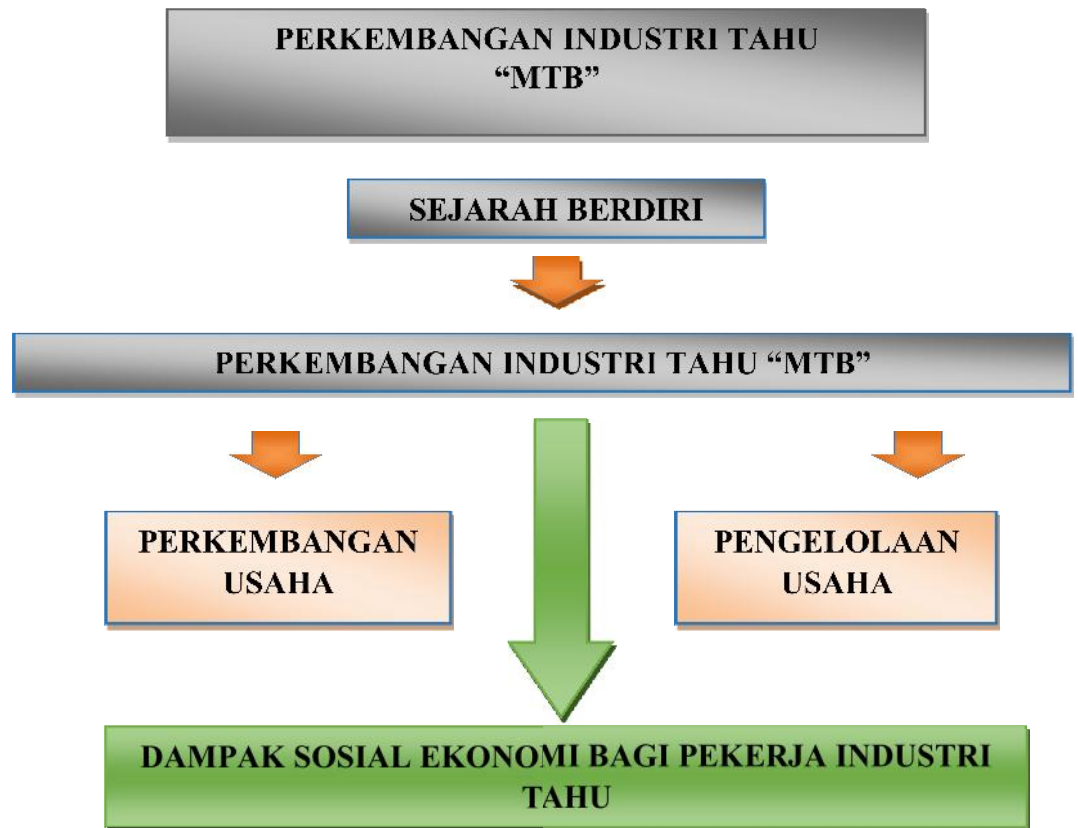 PERKEMBANGAN INDUSTRI TAHU
“MTB”
SEJARAH BERDIRI
PERKEMBANGAN INDUSTRI TAHU “MTB”
PERKEMBANGAN
USAHA
PENGELOLAAN
USAHA
DAMPAK SOSIAL EKONOMI BAGI PEKERJA INDUSTRI
TAHU